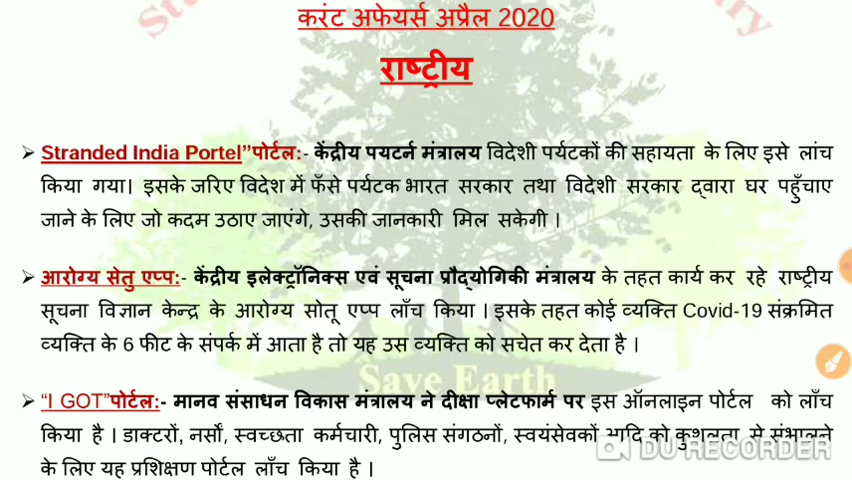 करंट अफेयर्स अप्रैल 2020
राष्ट्रीय
➢ Stranded India Portel”पोर्टल:- केंद्रीय पयटर्न मंत्रालय विदेशी पर्यटकों की सहायता के लिए इसे लांच
किया गया। इसके जरिए विदेश में फँसे पर्यटक भारत सरकार तथा विदेशी सरकार द्वारा घर पहुँचाए
जाने के लिए जो कदम उठाए जाएंगे, उसकी जानकारी मिल सकेगी ।
➢ आरोग्य सेतु एप्प:- केंद्रीय इलेक्ट्रॉनिक्स एवं सूचना प्रौद्योगिकी मंत्रालय के तहत कार्य कर रहे राष्ट्रीय
सूचना विज्ञान केन्द्र के आरोग्य सोतू एप्प लाँच किया । इसके तहत कोई व्यक्ति Covid-19 संक्रमित
व्यक्ति के 6 फीट के संपर्क में आता है तो यह उस व्यक्ति को सचेत कर देता है ।
Save Earth
➢ “I GOT”पोर्टल:- मानव संसाधन विकास मंत्रालय ने दीक्षा प्लेटफार्म पर इस ऑनलाइन पोर्टल को लाँच
किया है । डाक्टरों, नर्सों, स्वच्छता कर्मचारी, पुलिस संगठनों, स्वयंसेवकों आदि को कुशलता से संभालने
DU RECORDER
के लिए यह प्रशिक्षण पोर्टल लाँच किया है ।